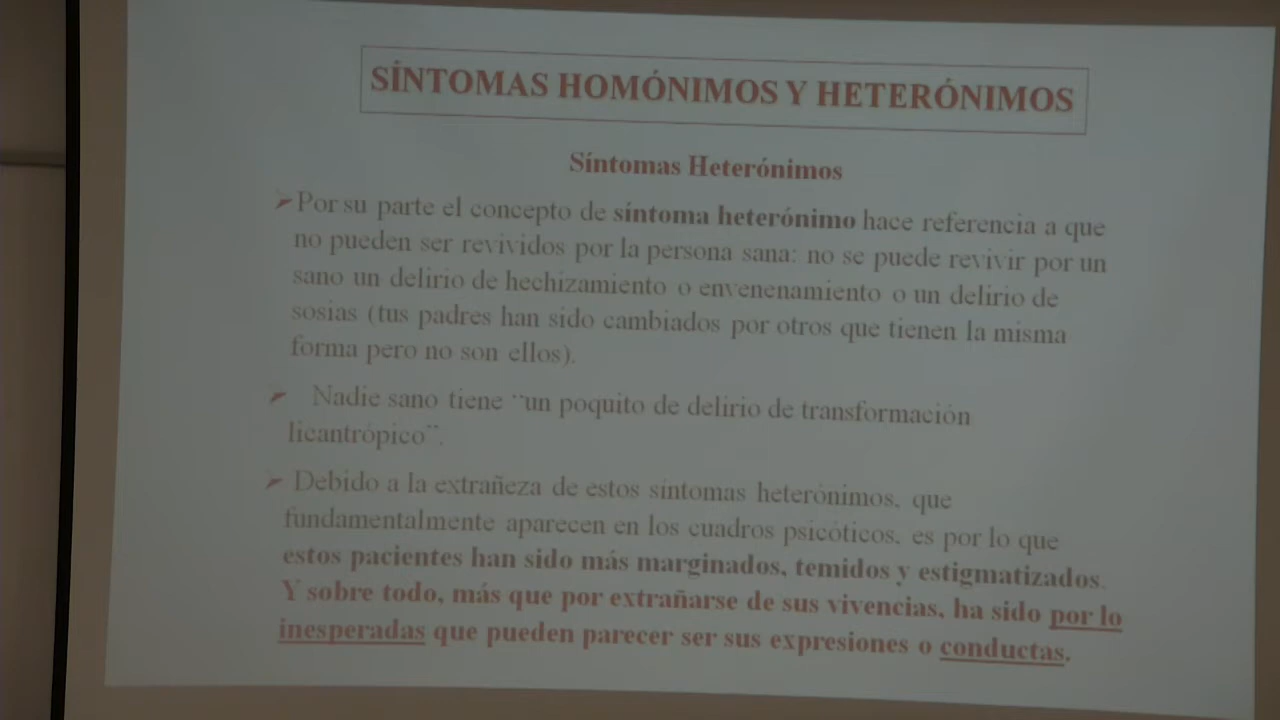 SÍNTOMAS HOMÓNIMOS Y HETERÓNIMOS
Síntomas Heterónimos
➢Por su parte el concepto de síntoma heterónimo hace referencia a que
no pueden ser revividos por la persona sana: no se puede revivir por un
sano un delirio de hechizamiento o envenenamiento o un delirio de
sosias (tus padres han sido cambiados por otros que tienen la misma
forma pero no son ellos).
➢ Nadie sano tiene ¨un poquito de delirio de transformación
licantrópico¨.
➢ Debido a la extrañeza de estos síntomas heterónimos, que
fundamentalmente aparecen en los cuadros psicóticos, es por lo que
estos pacientes han sido más marginados, temidos y estigmatizados.
Y sobre todo, más que por extrañarse de sus vivencias, ha sido por lo
inesperadas que pueden parecer ser sus expresiones o conductas.